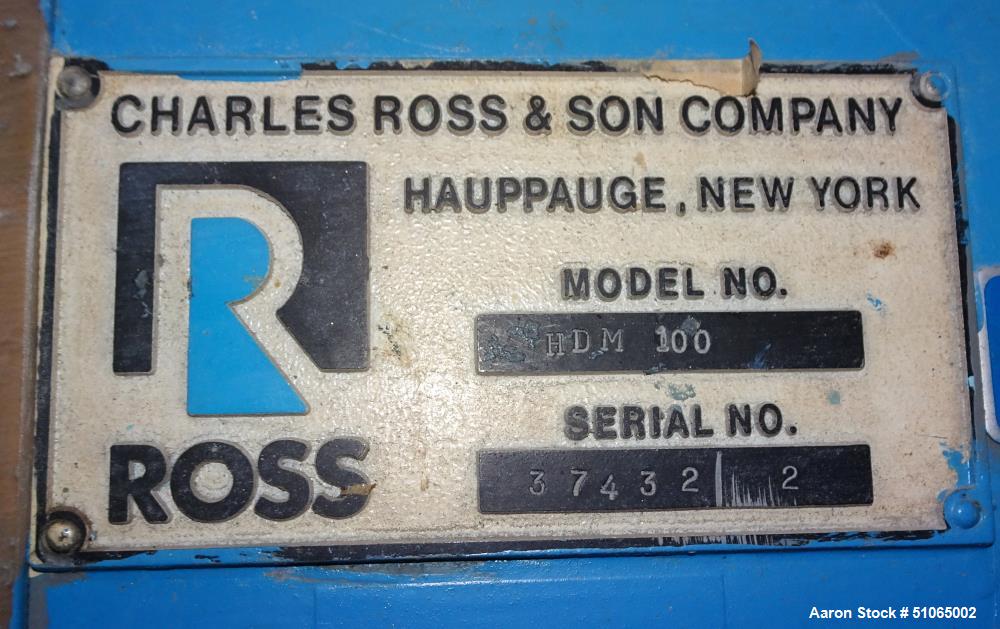 CHARLES ROSS & SON COMPANY
HAUPPAUGE, NEW YORK
MODEL NO.
HDM 100
SERIAL NO.
37432 2
R
ROSS
Aaron Stock # 51065002